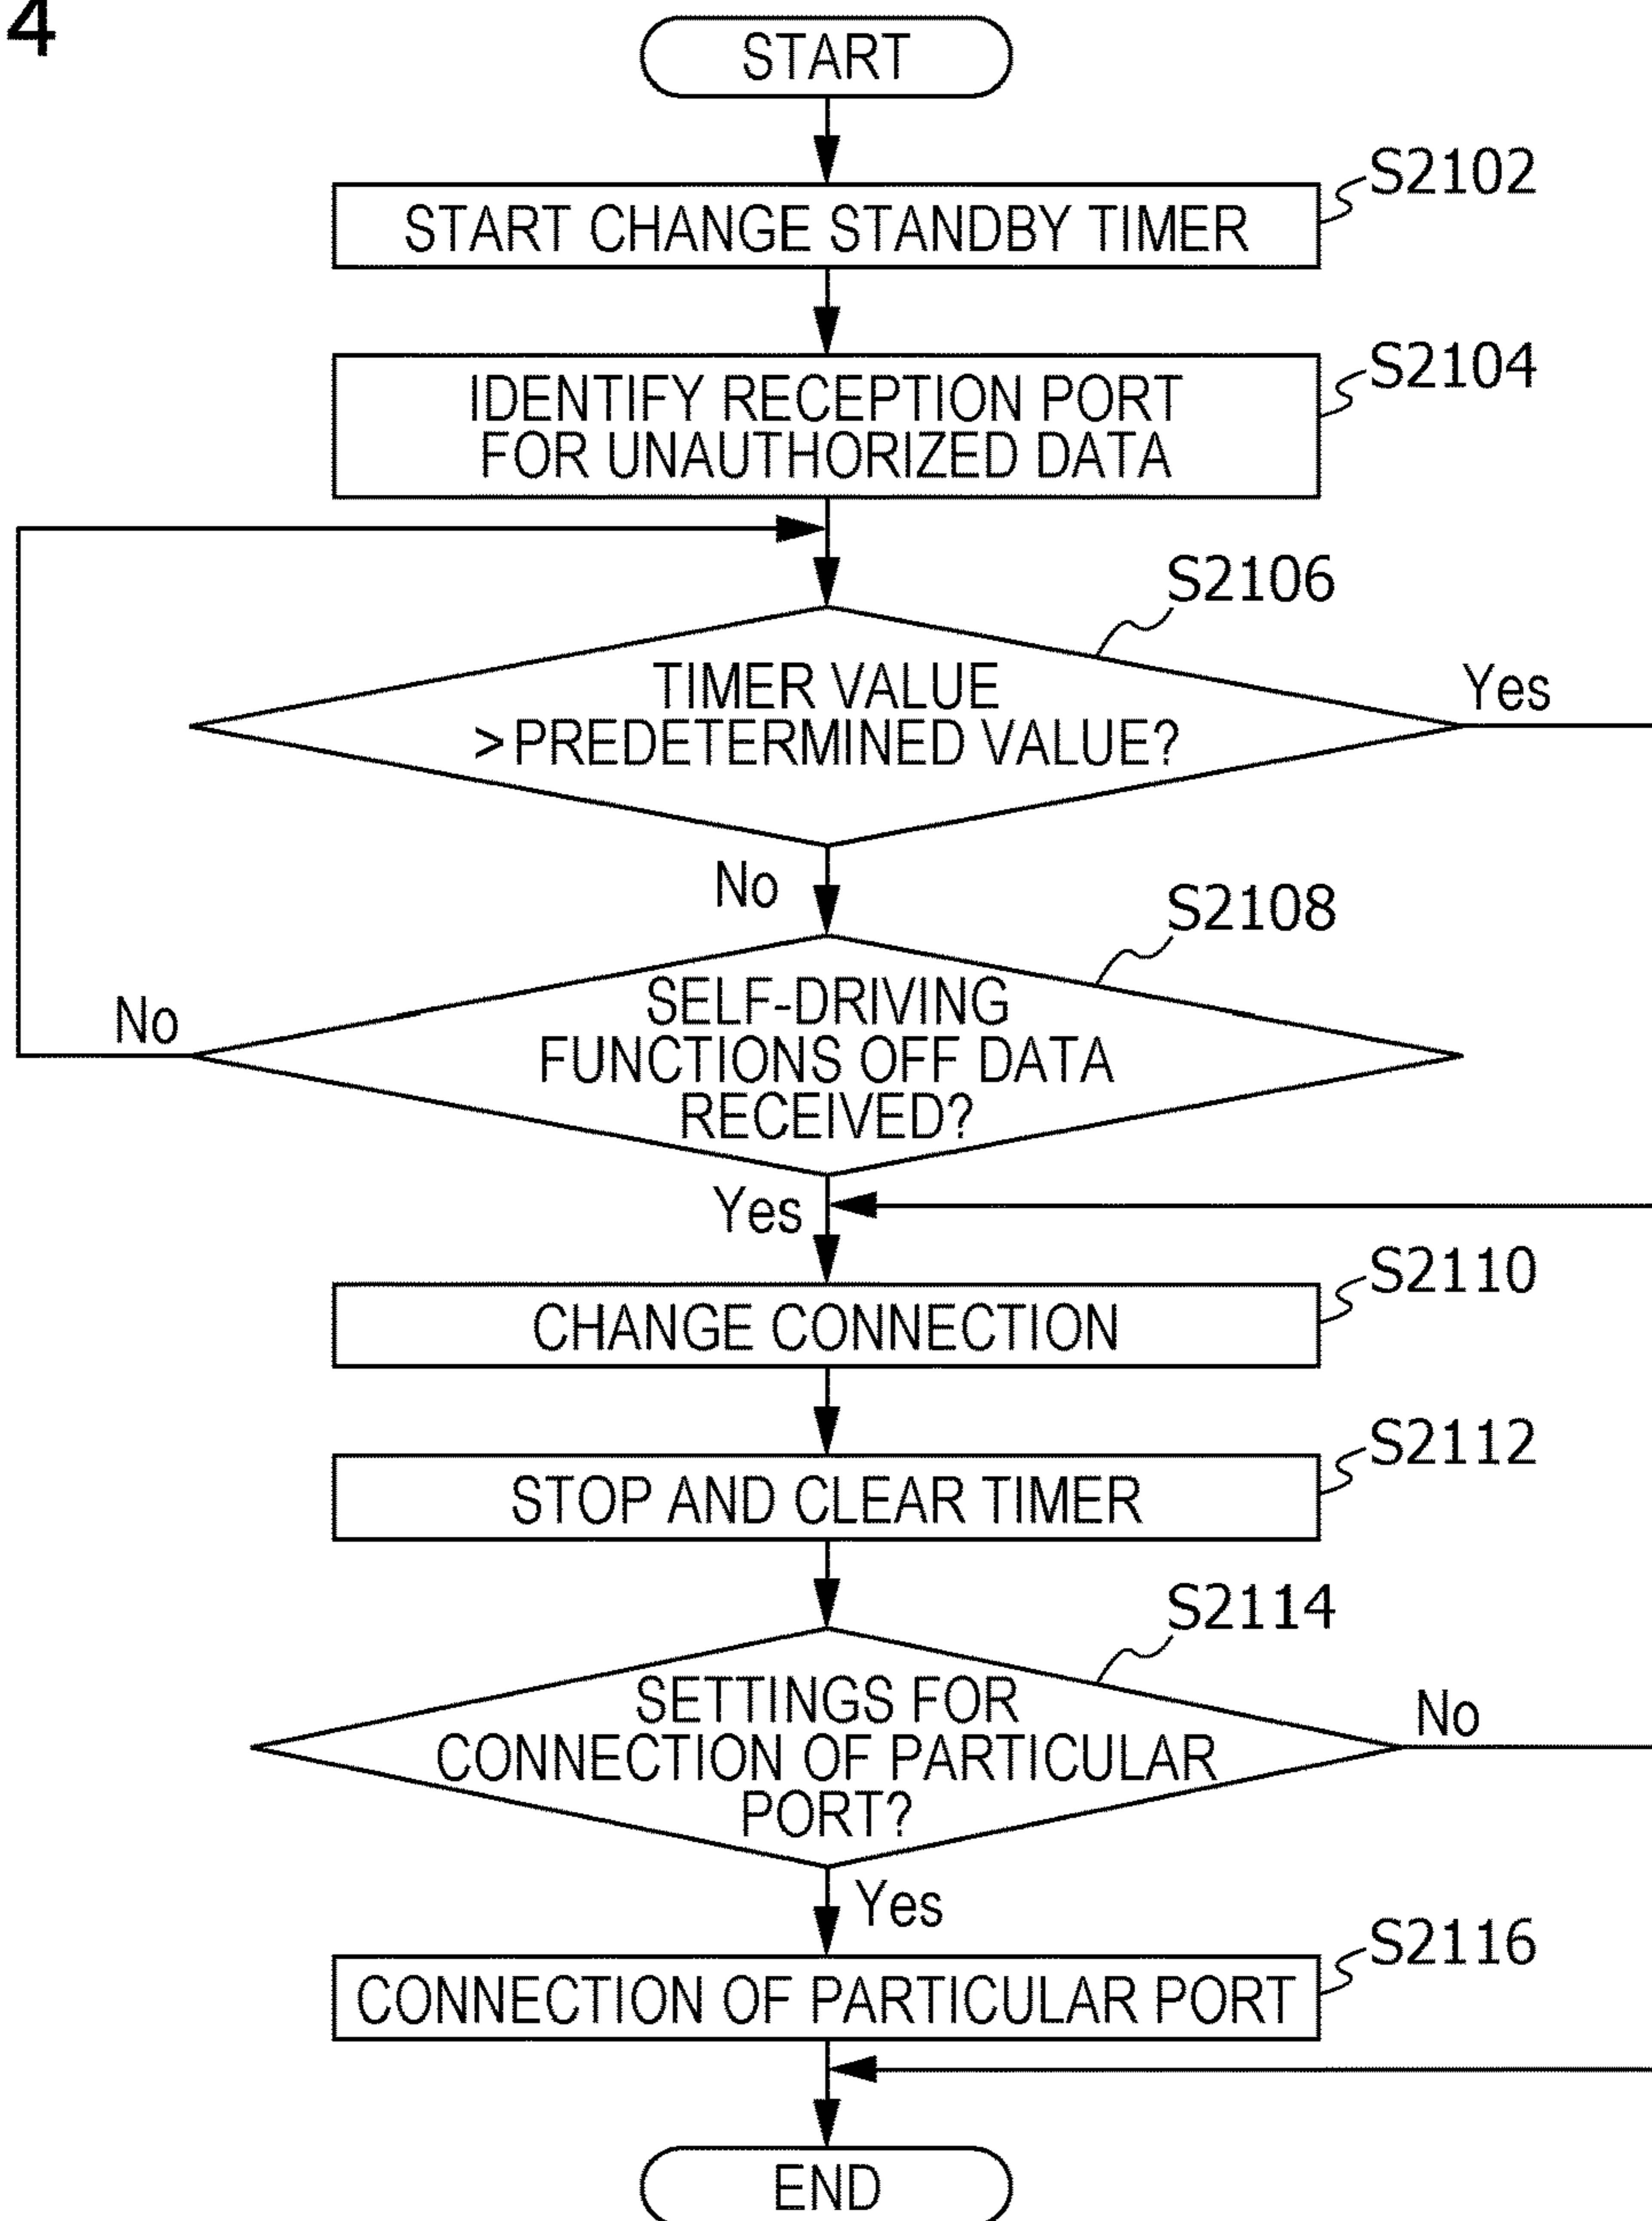 4
START
S2102
START CHANGE STANDBY TIMER
S2104
IDENTIFY RECEPTION PORT
FOR UNAUTHORIZED DATA
S2106
TIMER VALUE
> PREDETERMINED VALUE?
Yes
No
S2108
SELF-DRIVING
FUNCTIONS OFF DATA
RECEIVED?
No
Yes
S2110
CHANGE CONNECTION
S2112
STOP AND CLEAR TIMER
S2114
SETTINGS FOR
CONNECTION OF PARTICULAR
PORT?
No
Yes
S2116
CONNECTION OF PARTICULAR PORT
END